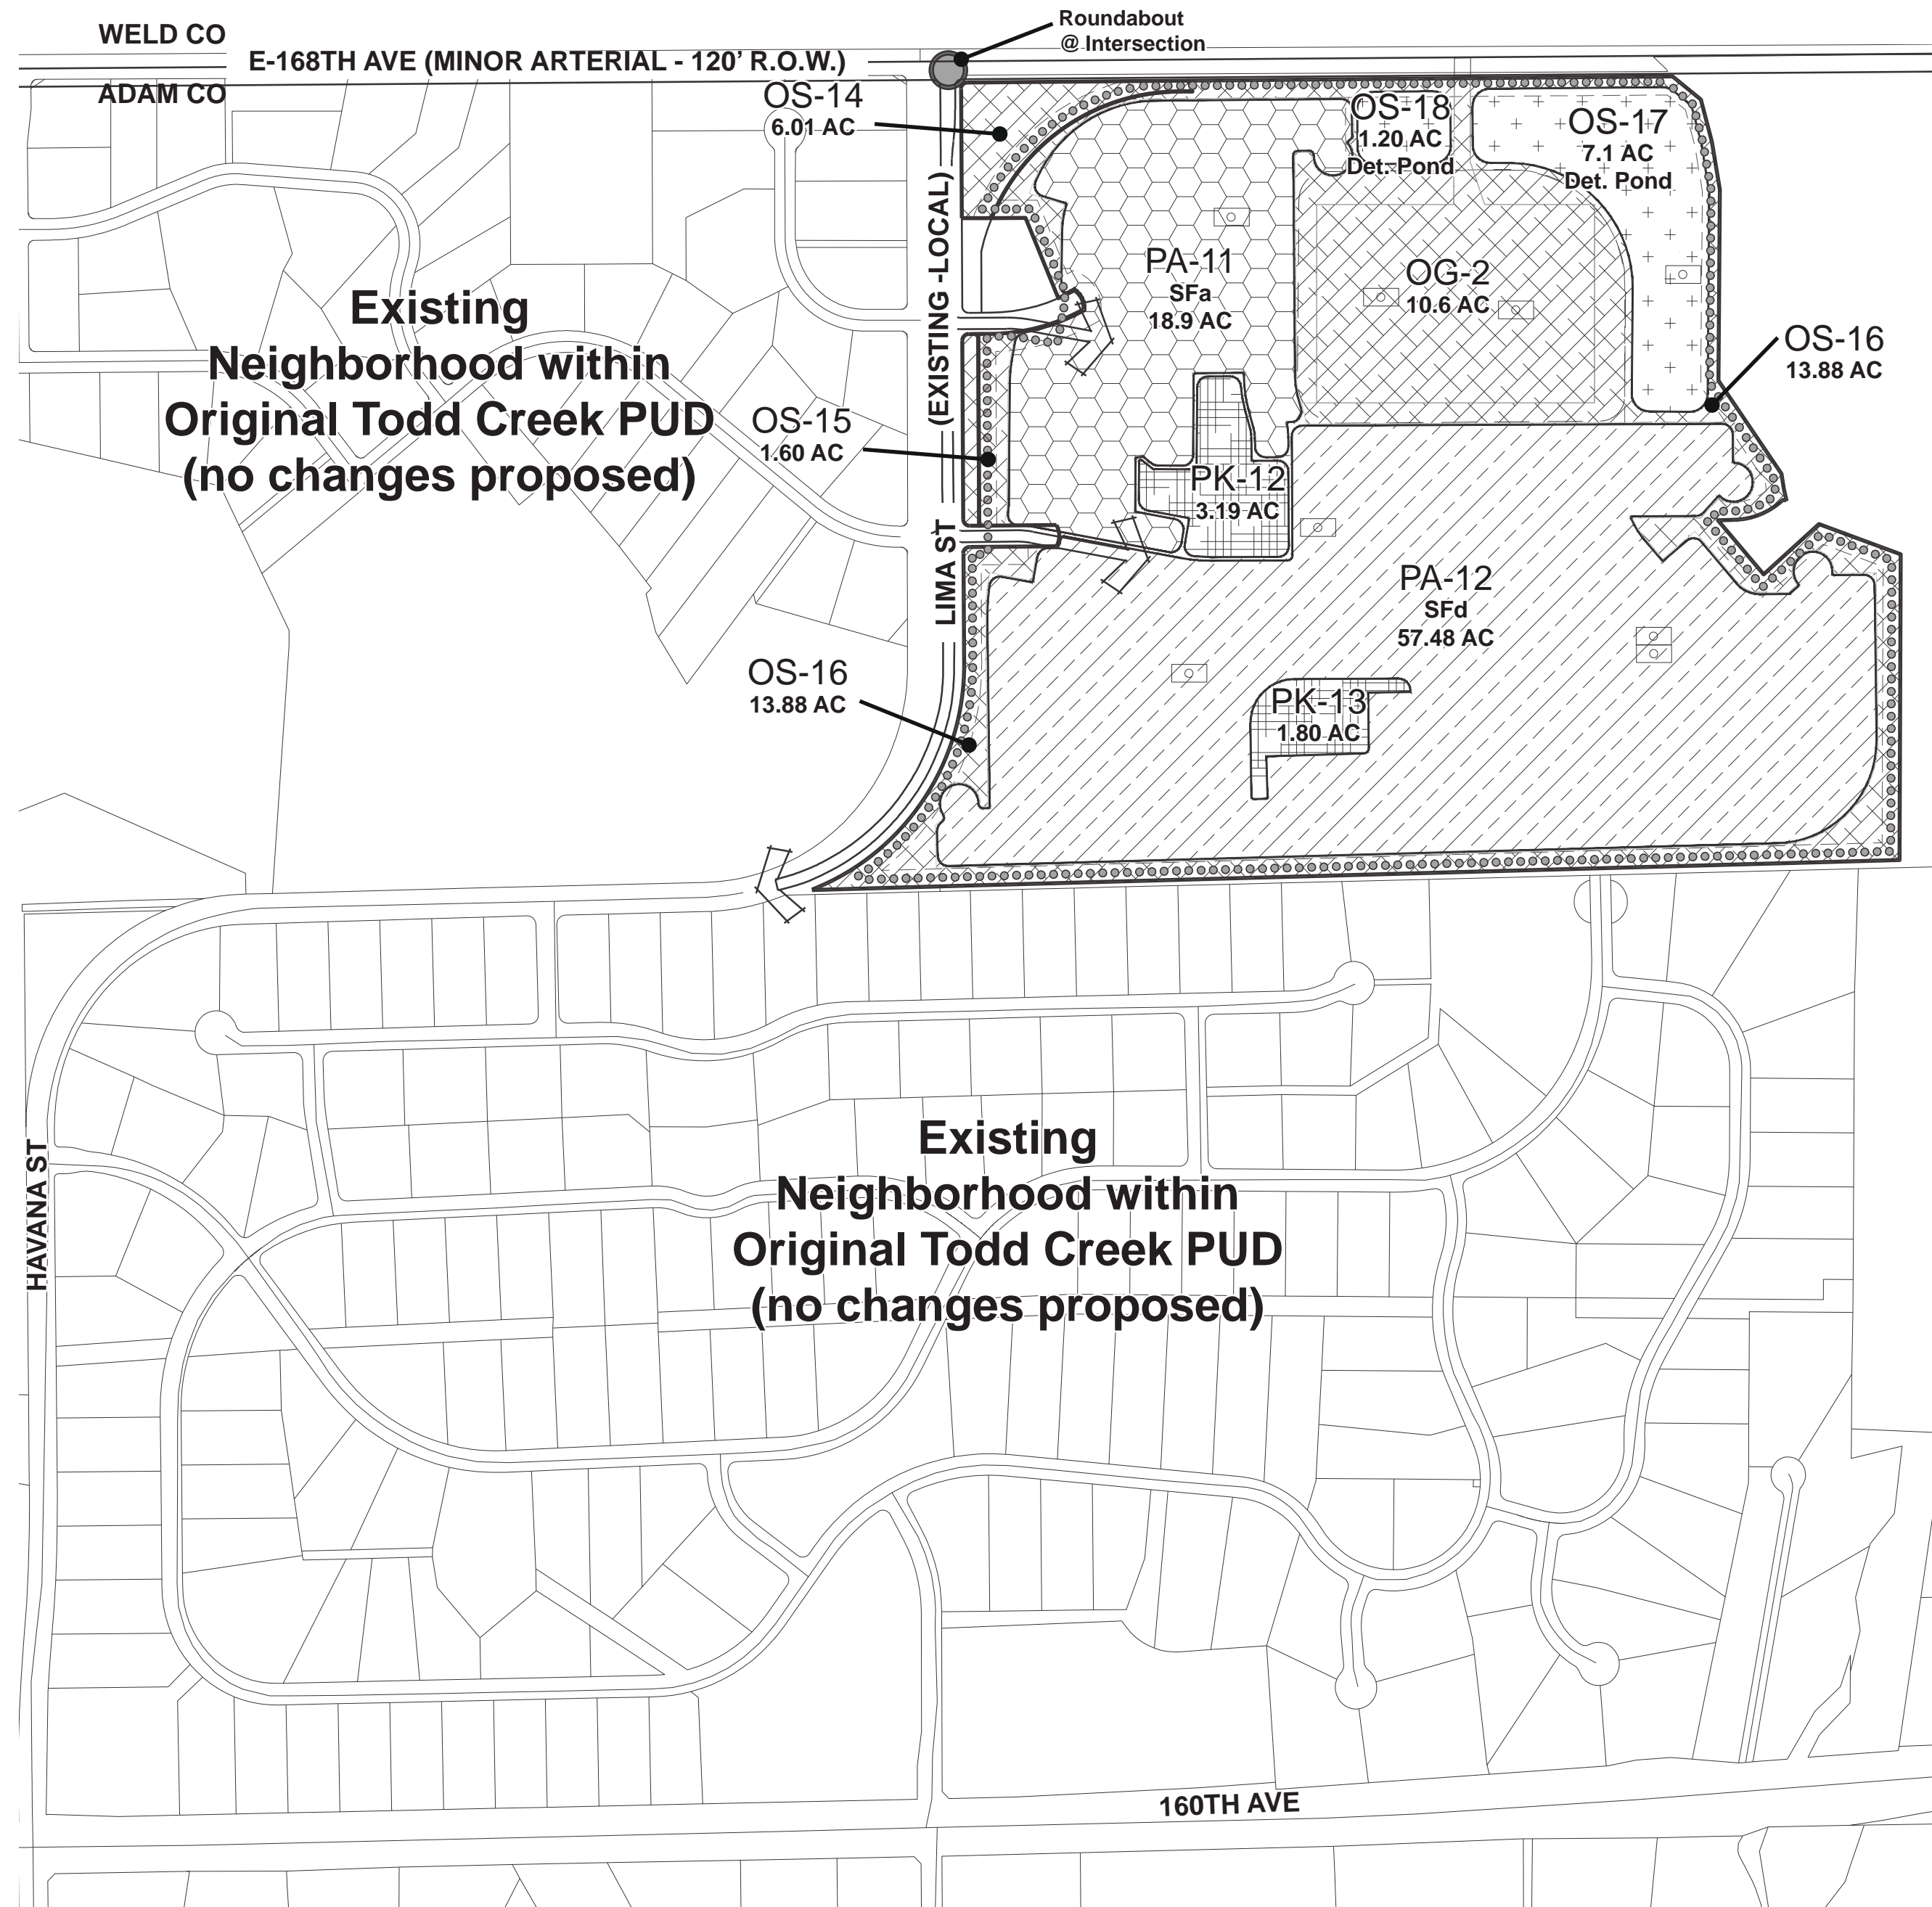 WELD CO
Roundabout
@ Intersection
E-168TH AVE (MINOR ARTERIAL - 120’ R.O.W.)
ADAM CO
OS-14
6.01 AC
OS-18
1.20 AC
Det. Pond
OS-17
7.1 AC
Det. Pond
PA-11
SFa
18.9 AC
OG-2
10.6 AC
OS-16
13.88 AC
Existing
Neighborhood within
Original Todd Creek PUD
(no changes proposed)
OS-15
1.60 AC
LIMA ST (EXISTING -LOCAL)
PK-12
3.19 AC
PA-12
SFd
57.48 AC
OS-16
13.88 AC
PK-13
1.80 AC
HAVANA ST
Existing
Neighborhood within
Original Todd Creek PUD
(no changes proposed)
160TH AVE